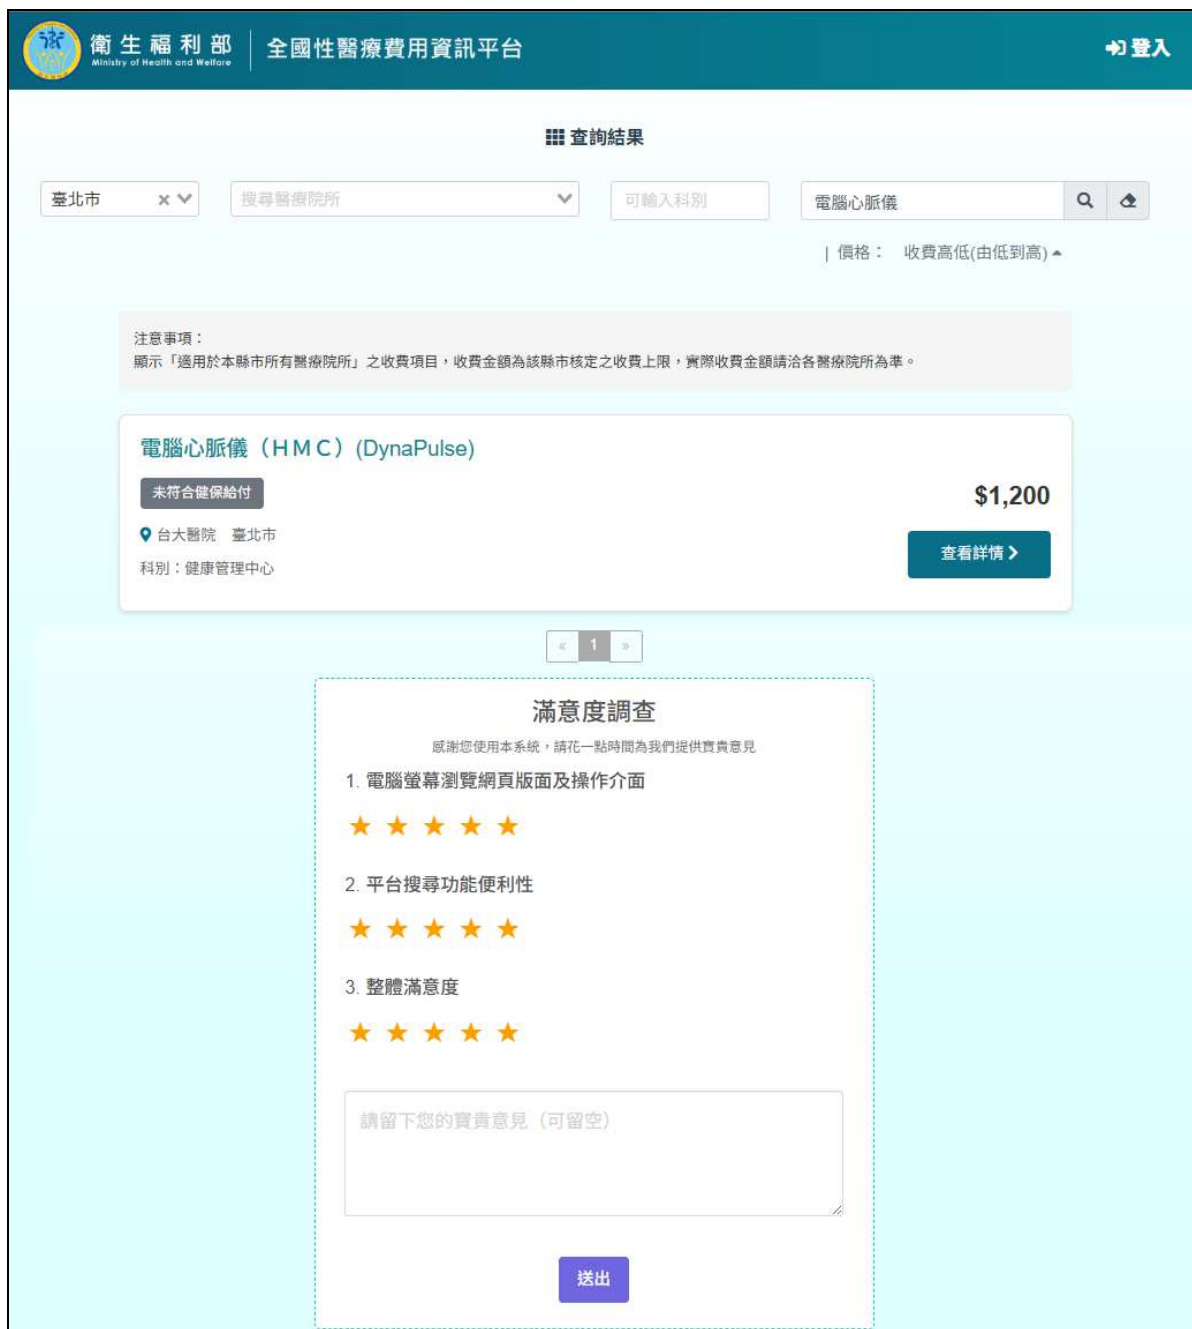 衛生福利部
Ministry of Health and Welfare
全國性醫療費用資訊平台
登入
查詢結果
臺北市
搜尋醫療院所
可輸入科別
電腦心脈儀
| 價格： 收費高低(由低到高)
注意事項：
顯示「適用於本縣市所有醫療院所」之收費項目，收費金額為該縣市核定之收費上限，實際收費金額請洽各醫療院所為準。
電腦心脈儀（ＨＭＣ）(DynaPulse)
未符合健保給付
$1,200
台大醫院　臺北市
查看詳情
科別：健康管理中心
« 1 »
滿意度調查
感謝您使用本系統，請花一點時間為我們提供寶貴意見
1. 電腦螢幕瀏覽網頁版面及操作介面
2. 平台搜尋功能便利性
3. 整體滿意度
請留下您的寶貴意見（可留空）
送出